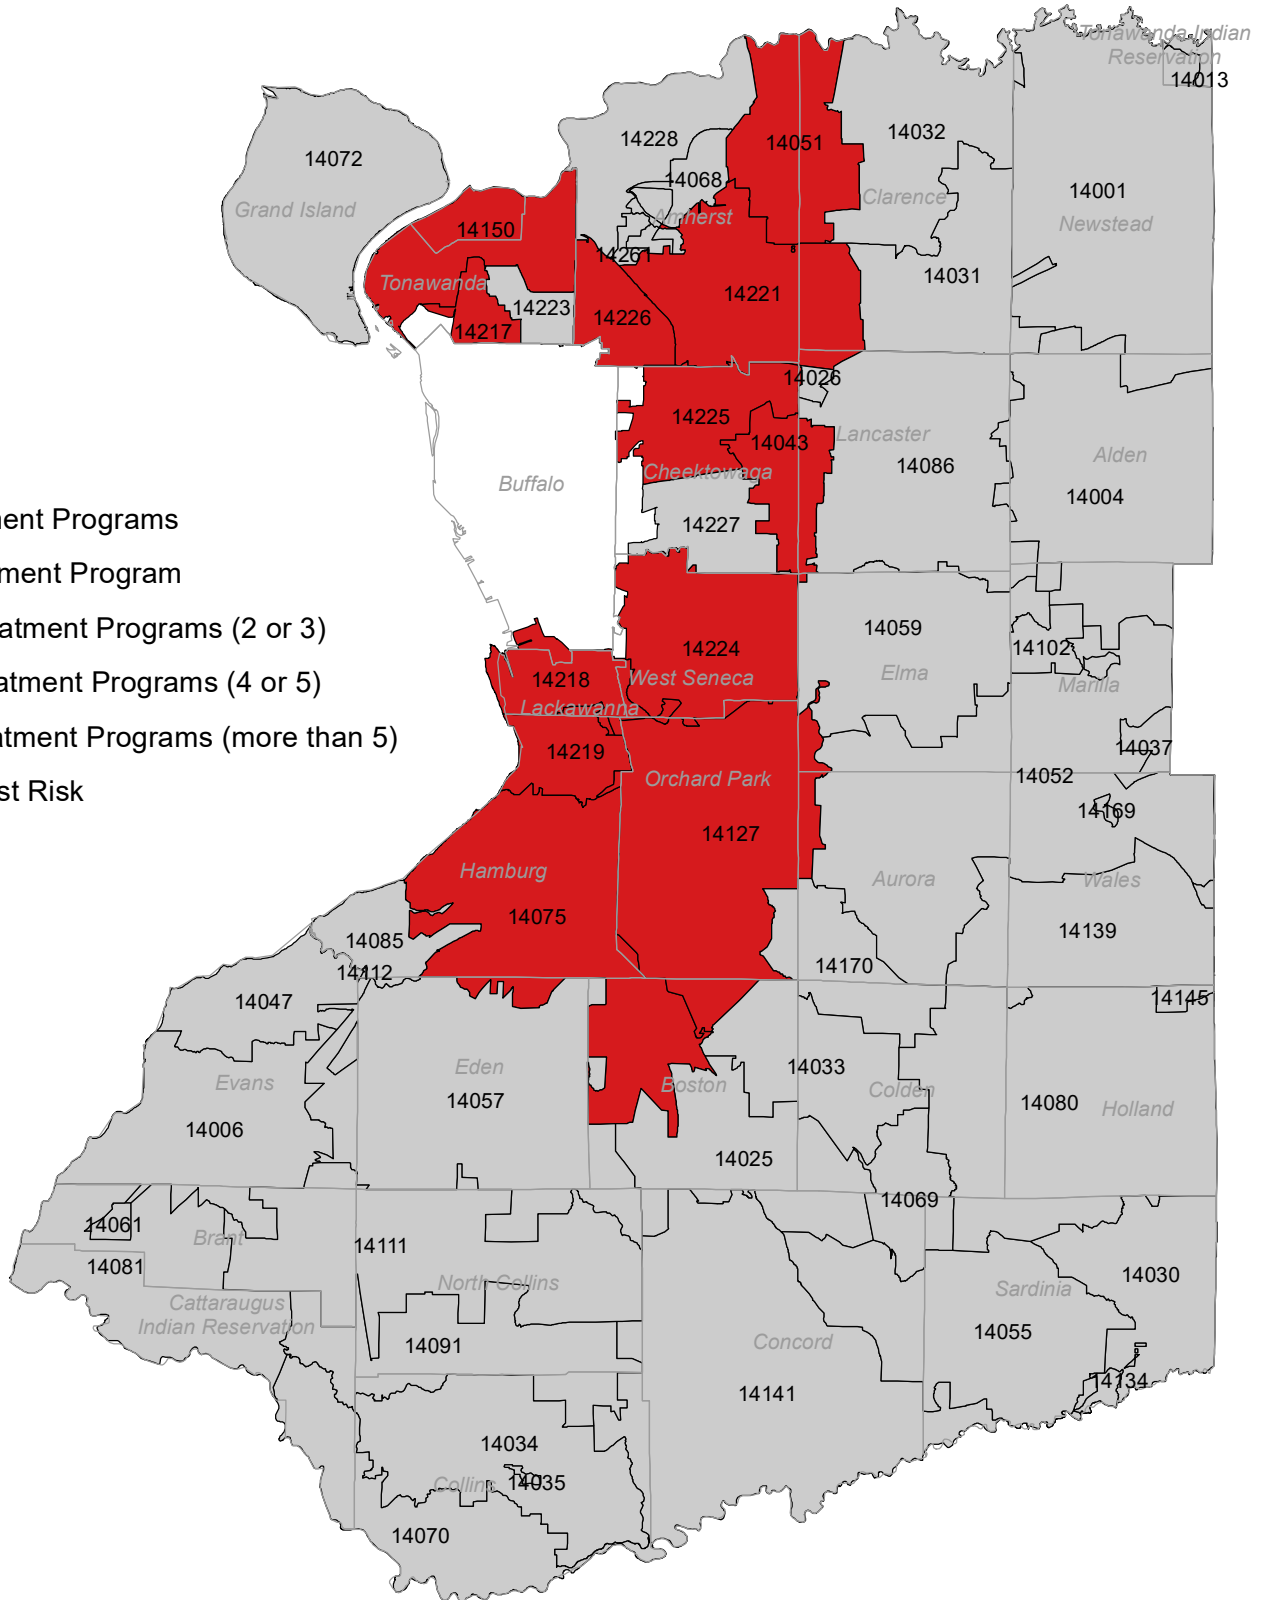 Tonawanda Indian
Reservation
14013
14032
14228
14051
14072
14068
14001
Clarence
Grand Island
Amherst
Newstead
14150
14261
14031
Tonawanda
14221
14223
14226
14217
14026
14225
Lancaster
14043
Alden
Cheektowaga
14086
Buffalo
14004
ment Programs
14227
tment Program
atment Programs (2 or 3)
14059
14224
14102
Elma
West Seneca
14218
eatment Programs (4 or 5)
Marilla
Lackawanna
atment Programs (more than 5)
14037
14219
Orchard Park
14052
st Risk
14169
14127
Hamburg
Aurora
Wales
14075
14139
14085
14170
14112
14047
14145
Eden
14033
Evans
Boston
Colden
14057
14080
Holland
14006
14025
14069
14061
Brant
14111
14081
14030
North Collins
Sardinia
Cattaraugus
Indian Reservation
14055
Concord
14091
14134
14141
14034
Collins
14035
14070